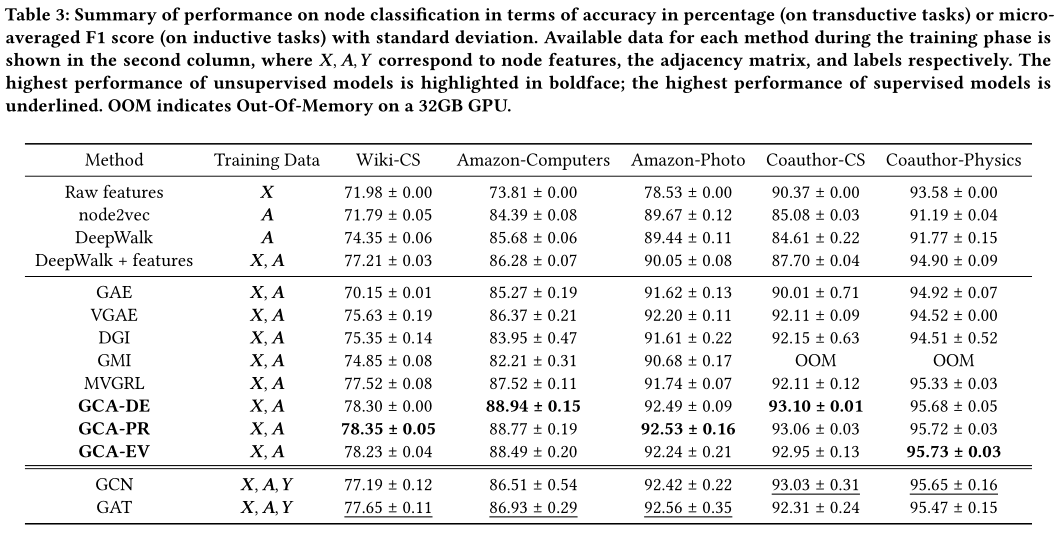 Table 3: Summary of performance on node classification in terms of accuracy in percentage (on transductive tasks) or micro-
averaged F1 score (on inductive tasks) with standard deviation. Available data for each method during the training phase is
shown in the second column, where X, A, Y correspond to node features, the adjacency matrix, and labels respectively. The
highest performance of unsupervised models is highlighted in boldface; the highest performance of supervised models is
underlined. OOM indicates Out-Of-Memory on a 32GB GPU.
Method Training Data Wiki-CS Amazon-Computers Amazon-Photo Coauthor-CS Coauthor-Physics
Raw features X 71.98 ± 0.00 73.81 ± 0.00 78.53 ± 0.00 90.37 ± 0.00 93.58 ± 0.00
node2vec A 71.79 ± 0.05 84.39 ± 0.08 89.67 ± 0.12 85.08 ± 0.03 91.19 ± 0.04
DeepWalk A 74.35 ± 0.06 85.68 ± 0.06 89.44 ± 0.11 84.61 ± 0.22 91.77 ± 0.15
DeepWalk + features X, A 77.21 ± 0.03 86.28 ± 0.07 90.05 ± 0.08 87.70 ± 0.04 94.90 ± 0.09
GAE X, A 70.15 ± 0.01 85.27 ± 0.19 91.62 ± 0.13 90.01 ± 0.71 94.92 ± 0.07
VGAE X, A 75.63 ± 0.19 86.37 ± 0.21 92.20 ± 0.11 92.11 ± 0.09 94.52 ± 0.00
DGI X, A 75.35 ± 0.14 83.95 ± 0.47 91.61 ± 0.22 92.15 ± 0.63 94.51 ± 0.52
GMI X, A 74.85 ± 0.08 82.21 ± 0.31 90.68 ± 0.17 OOM OOM
MVGRL X, A 77.52 ± 0.08 87.52 ± 0.11 91.74 ± 0.07 92.11 ± 0.12 95.33 ± 0.03
GCA-DE X, A 78.30 ± 0.00 88.94 ± 0.15 92.49 ± 0.09 93.10 ± 0.01 95.68 ± 0.05
GCA-PR X, A 78.35 ± 0.05 88.77 ± 0.19 92.53 ± 0.16 93.06 ± 0.03 95.72 ± 0.03
GCA-EV X, A 78.23 ± 0.04 88.49 ± 0.20 92.24 ± 0.21 92.95 ± 0.13 95.73 ± 0.03
GCN X, A, Y 77.19 ± 0.12 86.51 ± 0.54 92.42 ± 0.22 93.03 ± 0.31 95.65 ± 0.16
GAT X, A, Y 77.65 ± 0.11 86.93 ± 0.29 92.56 ± 0.35 92.31 ± 0.24 95.47 ± 0.15